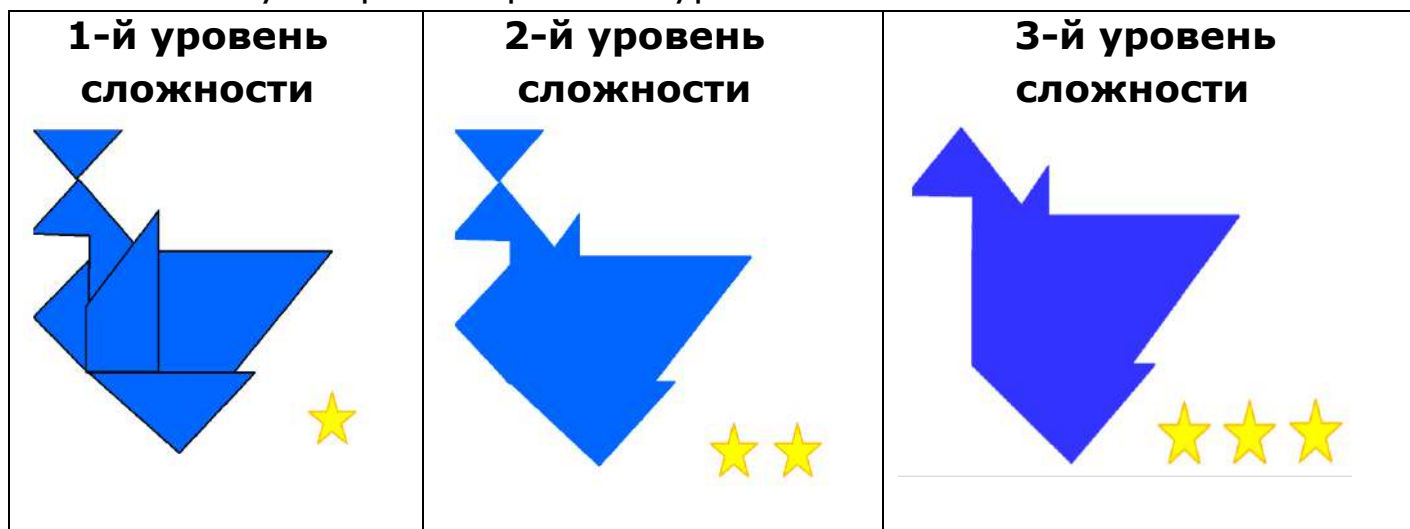 1-й уровень
сложности
2-й уровень
сложности
3-й уровень
сложности